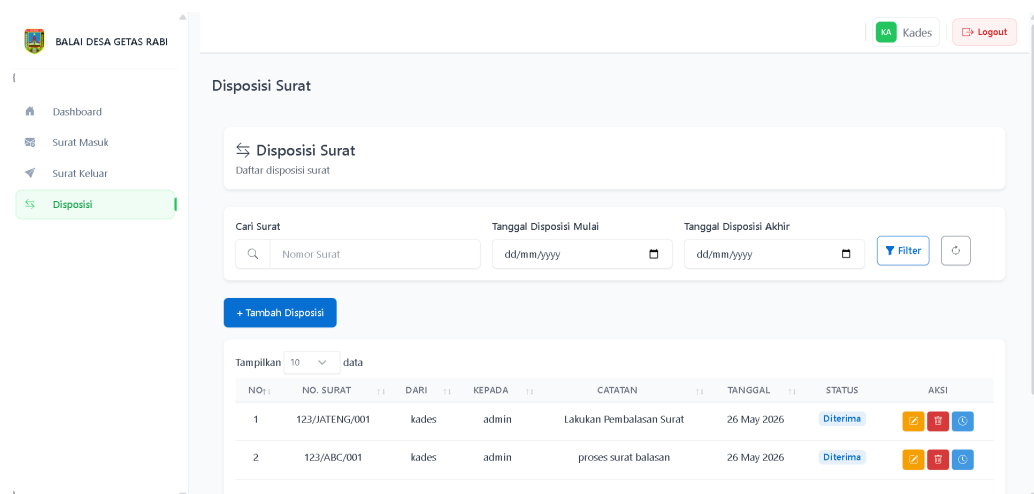 BALAI DESA GETAS RABI
KA Kades Logout
Dashboard
Surat Masuk
Surat Keluar
Disposisi
Disposisi Surat
Disposisi Surat
Daftar disposisi surat
Cari Surat Tanggal Disposisi Mulai Tanggal Disposisi Akhir
Nomor Surat dd/mm/yyyy dd/mm/yyyy Filter
+ Tambah Disposisi
Tampilkan 10 data
NO NO. SURAT DARI KEPADA CATATAN TANGGAL STATUS AKSI
1 123/JATENG/001 kades admin Lakukan Pembalasan Surat 26 May 2026 Diterima
2 123/ABC/001 kades admin proses surat balasan 26 May 2026 Diterima